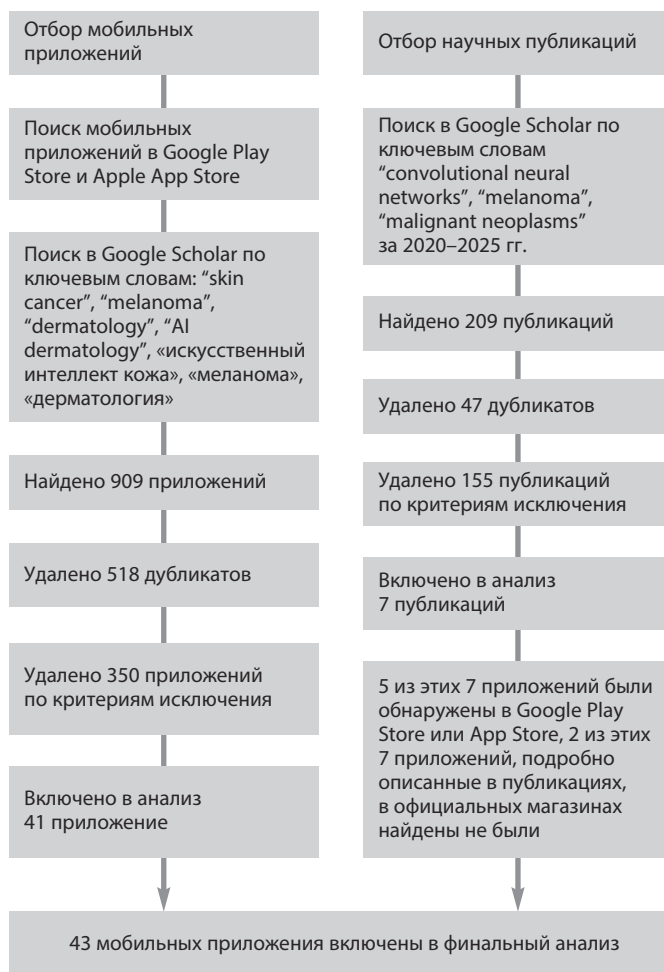 Отбор мобильных
приложений
Поиск мобильных
приложений в Google Play
Store и Apple App Store
Поиск в Google Scholar по
ключевым словам: “skin
cancer”, “melanoma”,
“dermatology”, “AI
dermatology”, «искусственный
интеллект кожа», «меланома»,
«дерматология»
Найдено 909 приложений
Удалено 518 дубликатов
Удалено 350 приложений
по критериям исключения
Включено в анализ
41 приложение
Отбор научных публикаций
Поиск в Google Scholar по
ключевым словам
“convolutional neural
networks”, “melanoma”,
“malignant neoplasms”
за 2020–2025 гг.
Найдено 209 публикаций
Удалено 47 дубликатов
Удалено 155 публикаций
по критериям исключения
Включено в анализ
7 публикаций
5 из этих 7 приложений были
обнаружены в Google Play
Store или App Store, 2 из этих
7 приложений, подробно
описанные в публикациях,
в официальных магазинах
найдены не были
43 мобильных приложения включены в финальный анализ